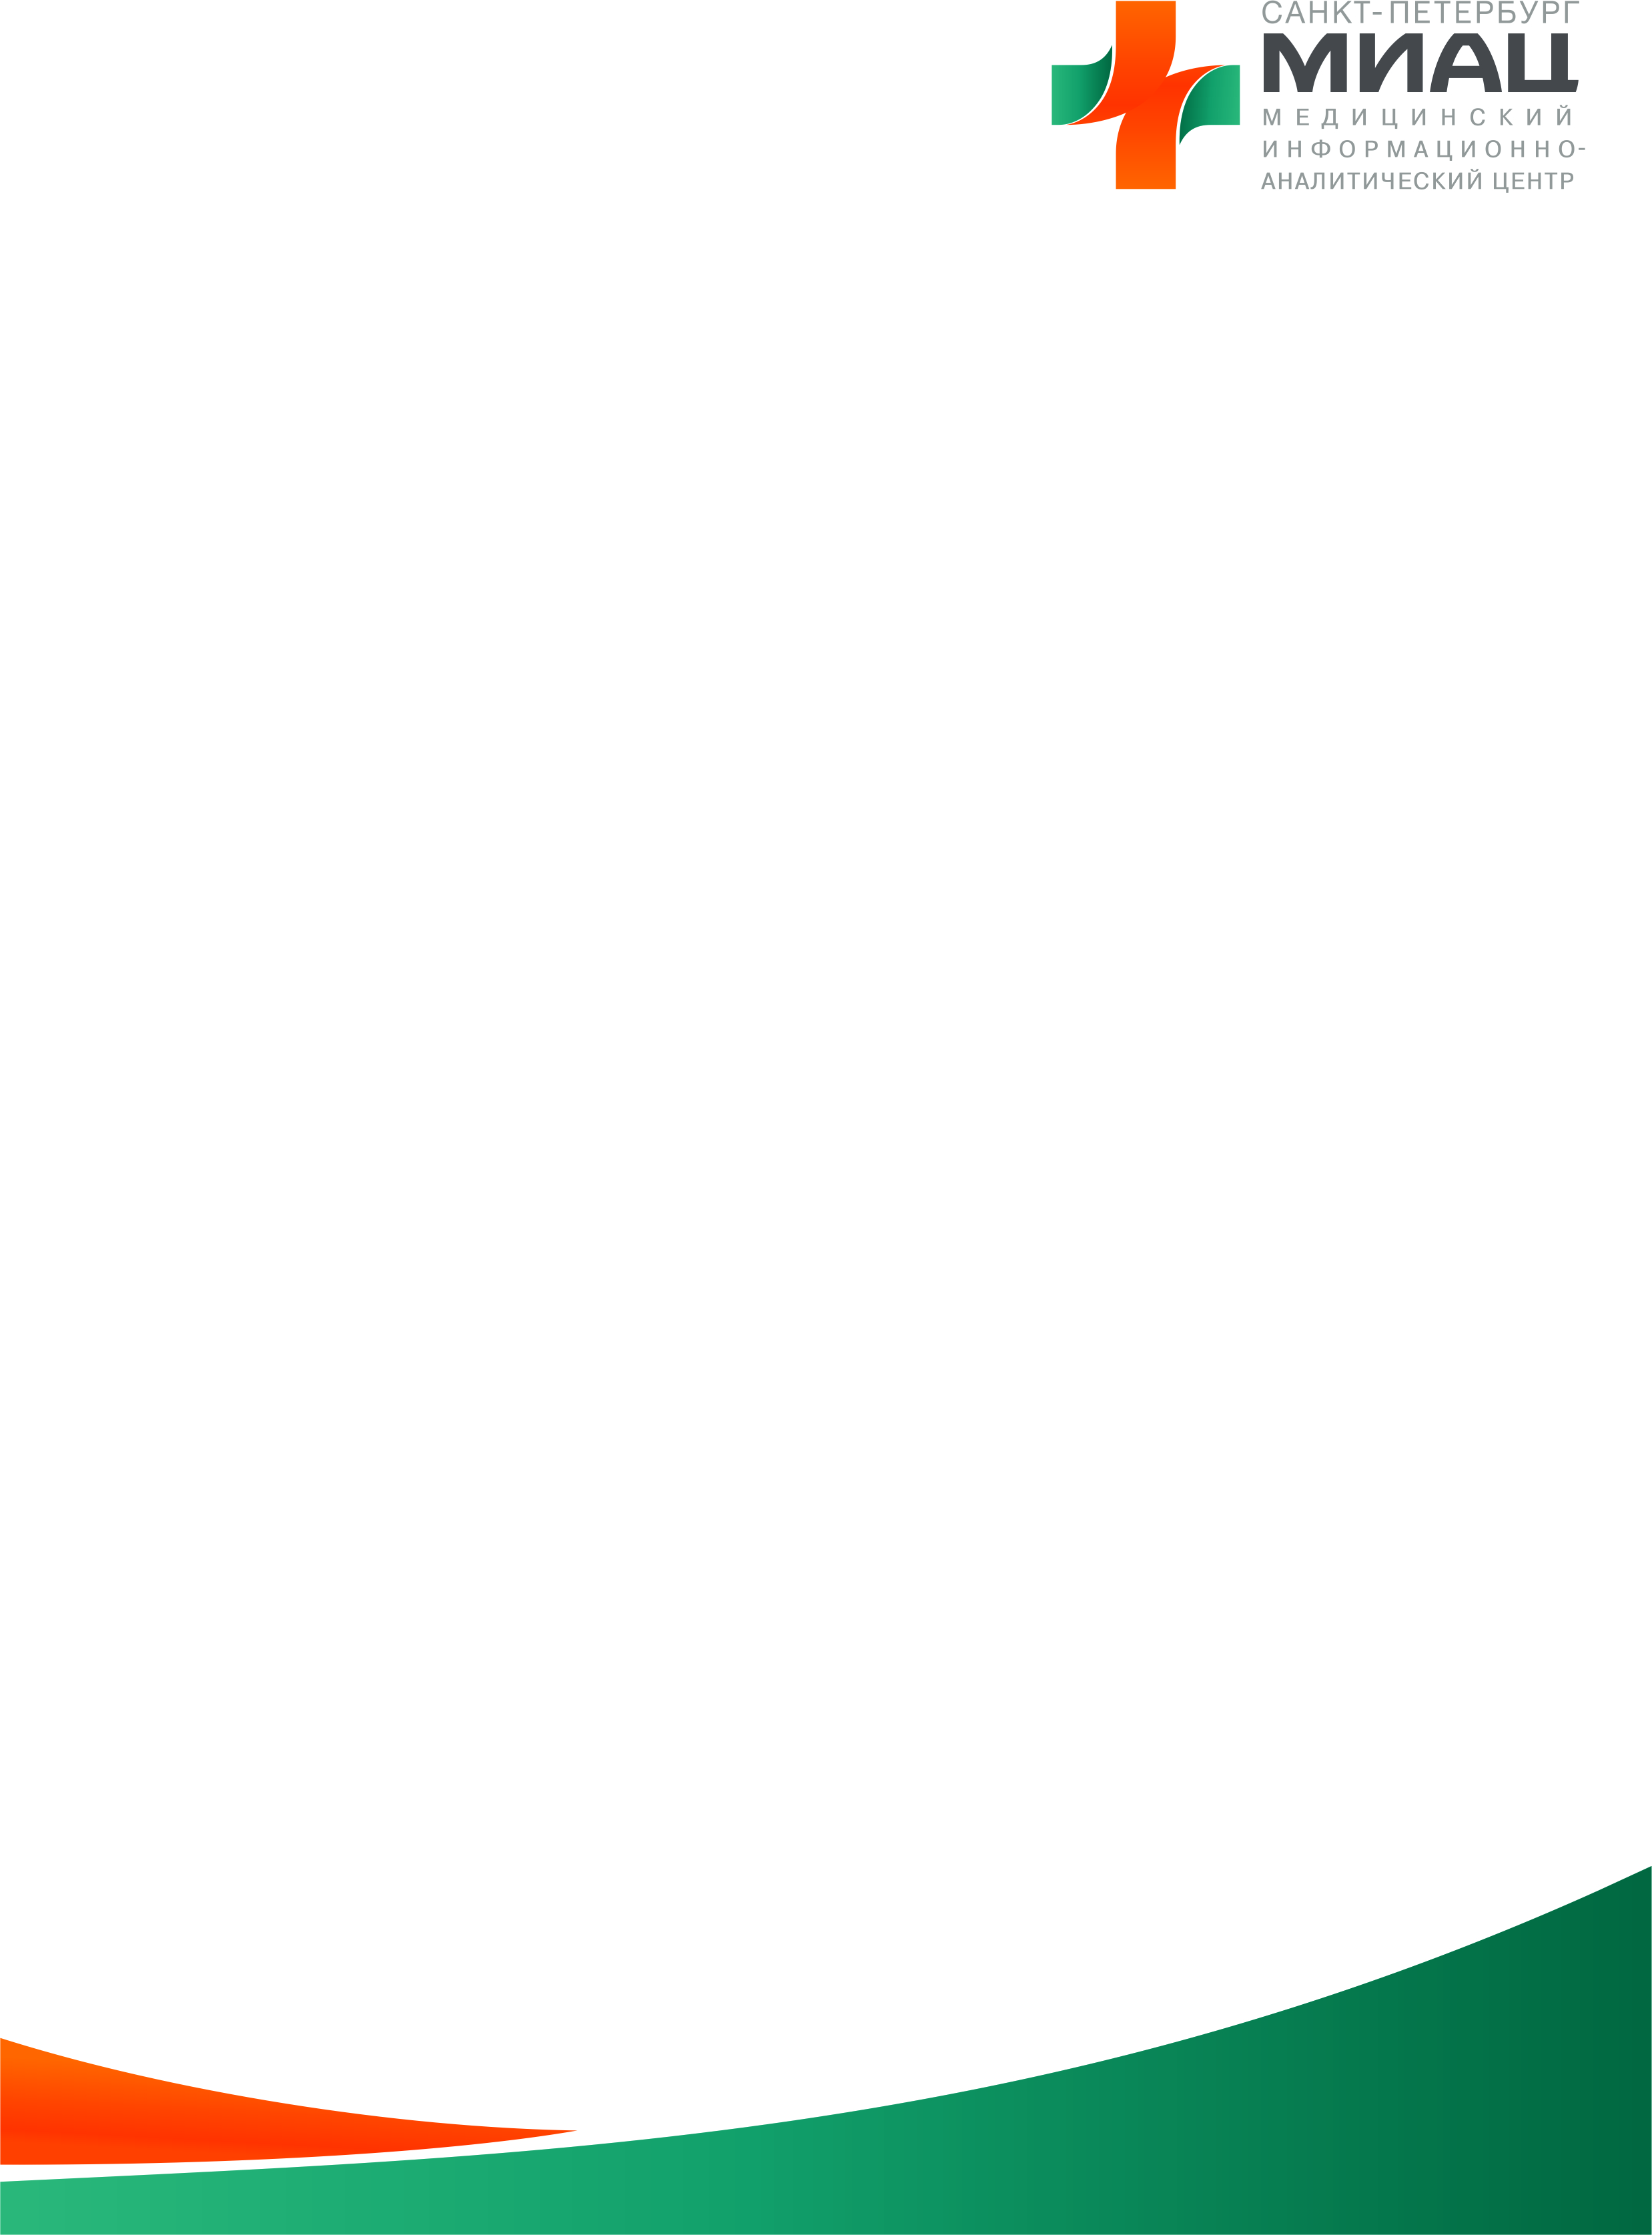 САНКТ-ПЕТЕРБУРГ
МИАЦ
МЕДИЦИНСКИЙ
ИНФОРМАЦИОННО-
АНАЛИТИЧЕСКИЙ ЦЕНТР